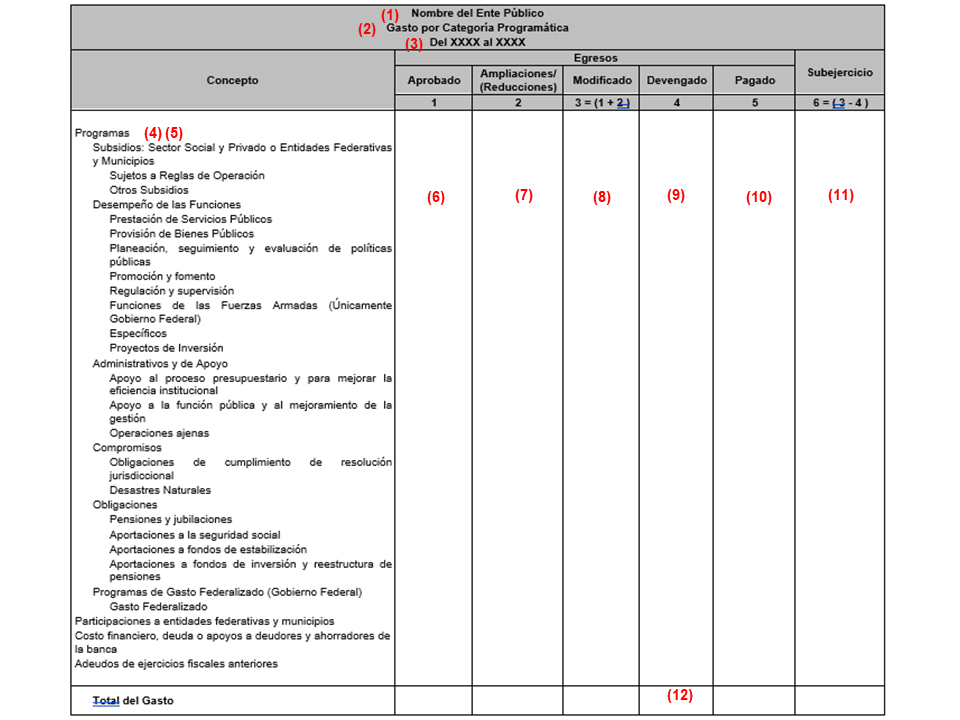 (1) Nombre del Ente Público
(2) Gasto por Categoría Programática
(3) Del XXXX al XXXX
Concepto
Egresos
Subejercicio
Aprobado
Ampliaciones/
(Reducciones)
Modificado
Devengado
Pagado
1
2
3 = (1 + 2 )
4
5
6 = ( 3 - 4 )
Programas (4) (5)
Subsidios: Sector Social y Privado o Entidades Federativas
y Municipios
Sujetos a Reglas de Operación
Otros Subsidios
(6)
(7)
(8)
(9)
(10)
(11)
Desempeño de las Funciones
Prestación de Servicios Públicos
Provisión de Bienes Públicos
Planeación, seguimiento y evaluación de políticas
públicas
Promoción y fomento
Regulación y supervisión
Funciones de las Fuerzas Armadas (Únicamente
Gobierno Federal)
Específicos
Proyectos de Inversión
Administrativos y de Apoyo
Apoyo al proceso presupuestario y para mejorar la
eficiencia institucional
Apoyo a la función pública y al mejoramiento de la
gestión
Operaciones ajenas
Compromisos
Obligaciones de cumplimiento de resolución
jurisdiccional
Desastres Naturales
Obligaciones
Pensiones y jubilaciones
Aportaciones a la seguridad social
Aportaciones a fondos de estabilización
Aportaciones a fondos de inversión y reestructura de
pensiones
Programas de Gasto Federalizado (Gobierno Federal)
Gasto Federalizado
Participaciones a entidades federativas y municipios
Costo financiero, deuda o apoyos a deudores y ahorradores de
la banca
Adeudos de ejercicios fiscales anteriores
Total del Gasto
(12)